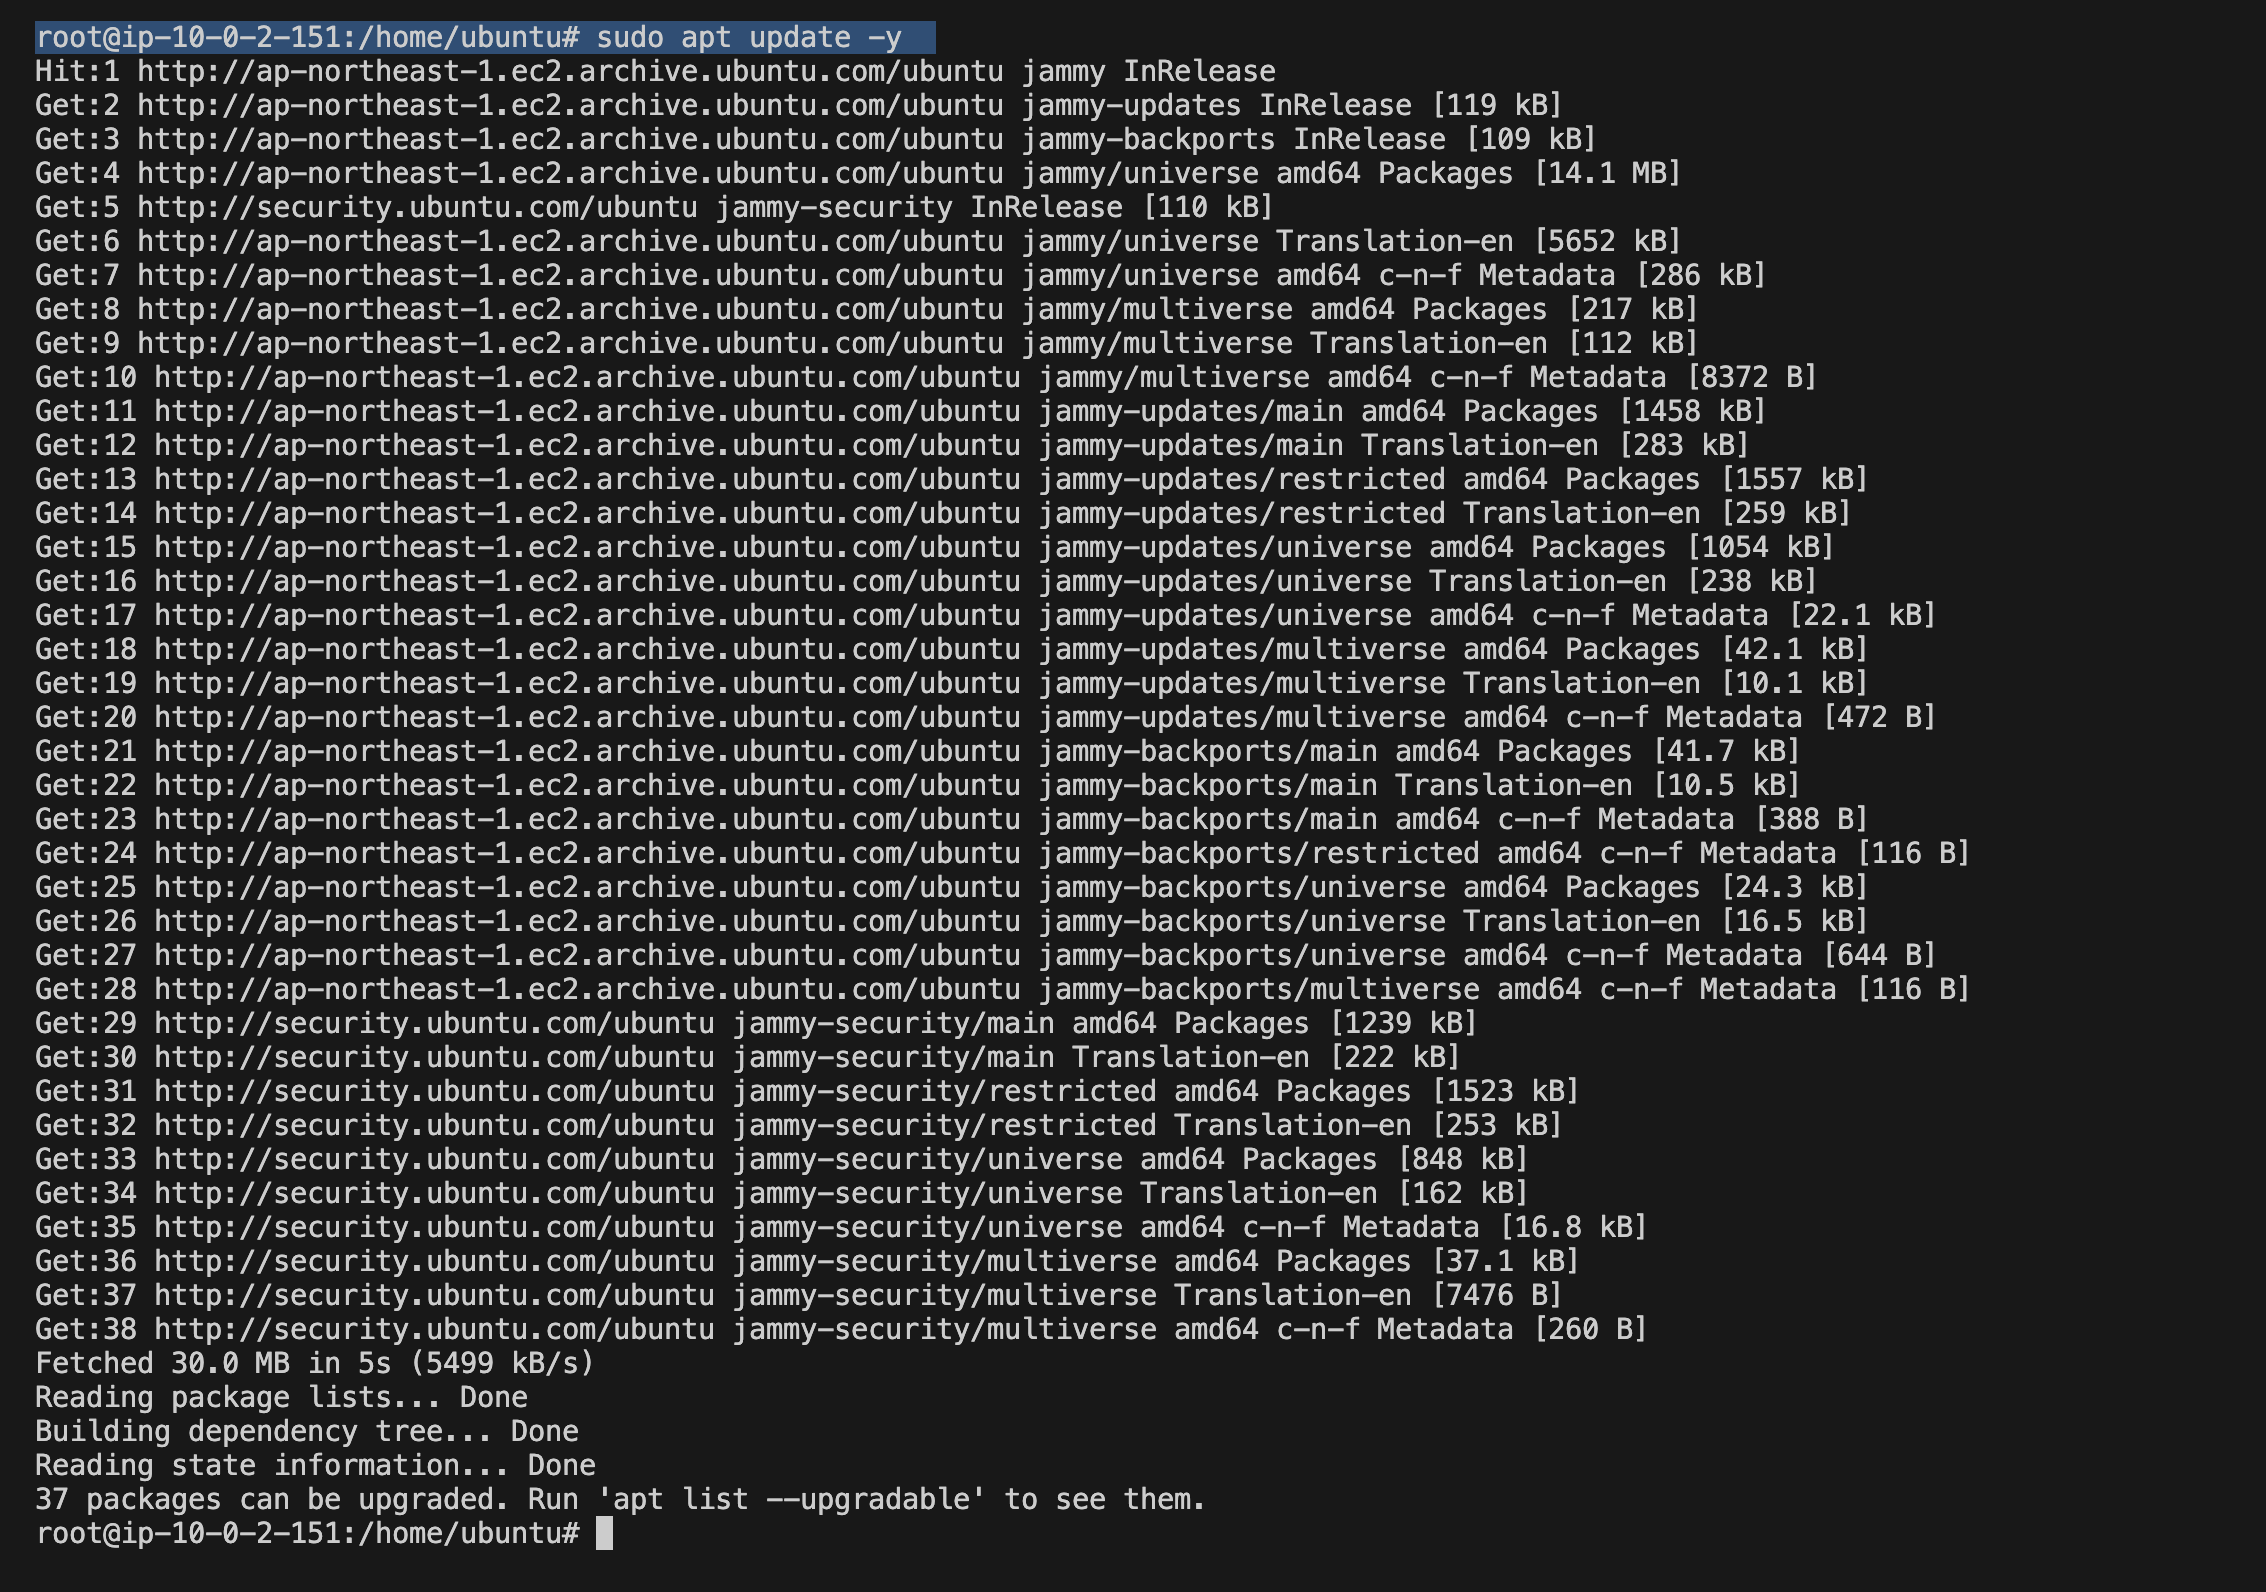 root@ip-10-0-2-151:/home/ubuntu# sudo apt update -y
Hit:1 http://ap-northeast-1.ec2.archive.ubuntu.com/ubuntu jammy InRelease
Get:2 http://ap-northeast-1.ec2.archive.ubuntu.com/ubuntu jammy-updates InRelease [119 kB]
Get:3 http://ap-northeast-1.ec2.archive.ubuntu.com/ubuntu jammy-backports InRelease [109 kB]
Get:4 http://ap-northeast-1.ec2.archive.ubuntu.com/ubuntu jammy/universe amd64 Packages [14.1 MB]
Get:5 http://security.ubuntu.com/ubuntu jammy-security InRelease [110 kB]
Get:6 http://ap-northeast-1.ec2.archive.ubuntu.com/ubuntu jammy/universe Translation-en [5652 kB]
Get:7 http://ap-northeast-1.ec2.archive.ubuntu.com/ubuntu jammy/universe amd64 c-n-f Metadata [286 kB]
Get:8 http://ap-northeast-1.ec2.archive.ubuntu.com/ubuntu jammy/multiverse amd64 Packages [217 kB]
Get:9 http://ap-northeast-1.ec2.archive.ubuntu.com/ubuntu jammy/multiverse Translation-en [112 kB]
Get:10 http://ap-northeast-1.ec2.archive.ubuntu.com/ubuntu jammy/multiverse amd64 c-n-f Metadata [8372 B]
Get:11 http://ap-northeast-1.ec2.archive.ubuntu.com/ubuntu jammy-updates/main amd64 Packages [1458 kB]
Get:12 http://ap-northeast-1.ec2.archive.ubuntu.com/ubuntu jammy-updates/main Translation-en [283 kB]
Get:13 http://ap-northeast-1.ec2.archive.ubuntu.com/ubuntu jammy-updates/restricted amd64 Packages [1557 kB]
Get:14 http://ap-northeast-1.ec2.archive.ubuntu.com/ubuntu jammy-updates/restricted Translation-en [259 kB]
Get:15 http://ap-northeast-1.ec2.archive.ubuntu.com/ubuntu jammy-updates/universe amd64 Packages [1054 kB]
Get:16 http://ap-northeast-1.ec2.archive.ubuntu.com/ubuntu jammy-updates/universe Translation-en [238 kB]
Get:17 http://ap-northeast-1.ec2.archive.ubuntu.com/ubuntu jammy-updates/universe amd64 c-n-f Metadata [22.1 kB]
Get:18 http://ap-northeast-1.ec2.archive.ubuntu.com/ubuntu jammy-updates/multiverse amd64 Packages [42.1 kB]
Get:19 http://ap-northeast-1.ec2.archive.ubuntu.com/ubuntu jammy-updates/multiverse Translation-en [10.1 kB]
Get:20 http://ap-northeast-1.ec2.archive.ubuntu.com/ubuntu jammy-updates/multiverse amd64 c-n-f Metadata [472 B]
Get:21 http://ap-northeast-1.ec2.archive.ubuntu.com/ubuntu jammy-backports/main amd64 Packages [41.7 kB]
Get:22 http://ap-northeast-1.ec2.archive.ubuntu.com/ubuntu jammy-backports/main Translation-en [10.5 kB]
Get:23 http://ap-northeast-1.ec2.archive.ubuntu.com/ubuntu jammy-backports/main amd64 c-n-f Metadata [388 B]
Get:24 http://ap-northeast-1.ec2.archive.ubuntu.com/ubuntu jammy-backports/restricted amd64 c-n-f Metadata [116 B]
Get:25 http://ap-northeast-1.ec2.archive.ubuntu.com/ubuntu jammy-backports/universe amd64 Packages [24.3 kB]
Get:26 http://ap-northeast-1.ec2.archive.ubuntu.com/ubuntu jammy-backports/universe Translation-en [16.5 kB]
Get:27 http://ap-northeast-1.ec2.archive.ubuntu.com/ubuntu jammy-backports/universe amd64 c-n-f Metadata [644 B]
Get:28 http://ap-northeast-1.ec2.archive.ubuntu.com/ubuntu jammy-backports/multiverse amd64 c-n-f Metadata [116 B]
Get:29 http://security.ubuntu.com/ubuntu jammy-security/main amd64 Packages [1239 kB]
Get:30 http://security.ubuntu.com/ubuntu jammy-security/main Translation-en [222 kB]
Get:31 http://security.ubuntu.com/ubuntu jammy-security/restricted amd64 Packages [1523 kB]
Get:32 http://security.ubuntu.com/ubuntu jammy-security/restricted Translation-en [253 kB]
Get:33 http://security.ubuntu.com/ubuntu jammy-security/universe amd64 Packages [848 kB]
Get:34 http://security.ubuntu.com/ubuntu jammy-security/universe Translation-en [162 kB]
Get:35 http://security.ubuntu.com/ubuntu jammy-security/universe amd64 c-n-f Metadata [16.8 kB]
Get:36 http://security.ubuntu.com/ubuntu jammy-security/multiverse amd64 Packages [37.1 kB]
Get:37 http://security.ubuntu.com/ubuntu jammy-security/multiverse Translation-en [7476 B]
Get:38 http://security.ubuntu.com/ubuntu jammy-security/multiverse amd64 c-n-f Metadata [260 B]
Fetched 30.0 MB in 5s (5499 kB/s)
Reading package lists... Done
Building dependency tree... Done
Reading state information... Done
37 packages can be upgraded. Run 'apt list --upgradable' to see them.
root@ip-10-0-2-151:/home/ubuntu#